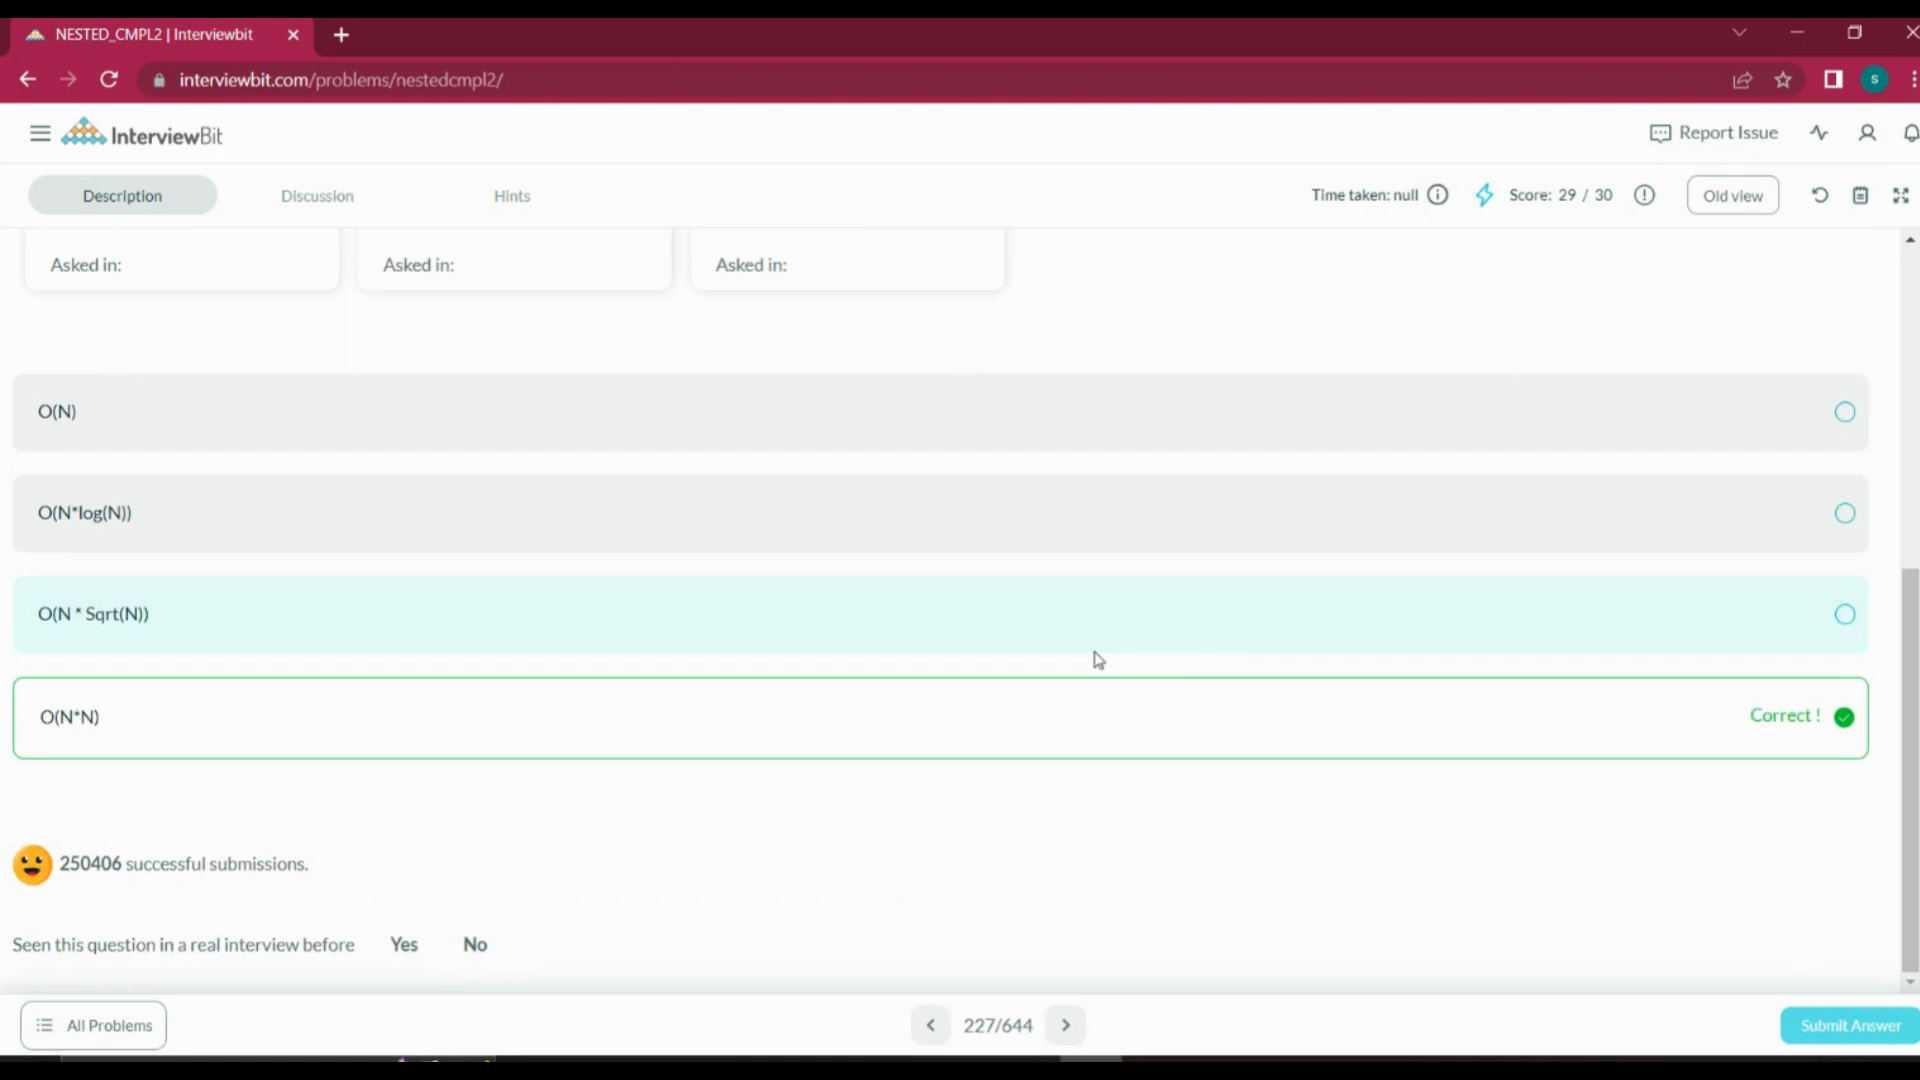 NESTED_CMPL2 | Interviewbit
interviewbit.com/problems/nestedcmpl2/
InterviewBit
Report Issue
Description Discussion Hints Time taken: null Score: 29 / 30 Old view
Asked in: Asked in: Asked in:
O(N)
O(N*log(N))
O(N * Sqrt(N))
O(N*N) Correct !
250406 successful submissions.
Seen this question in a real interview before Yes No
All Problems 227/644 Submit Answer